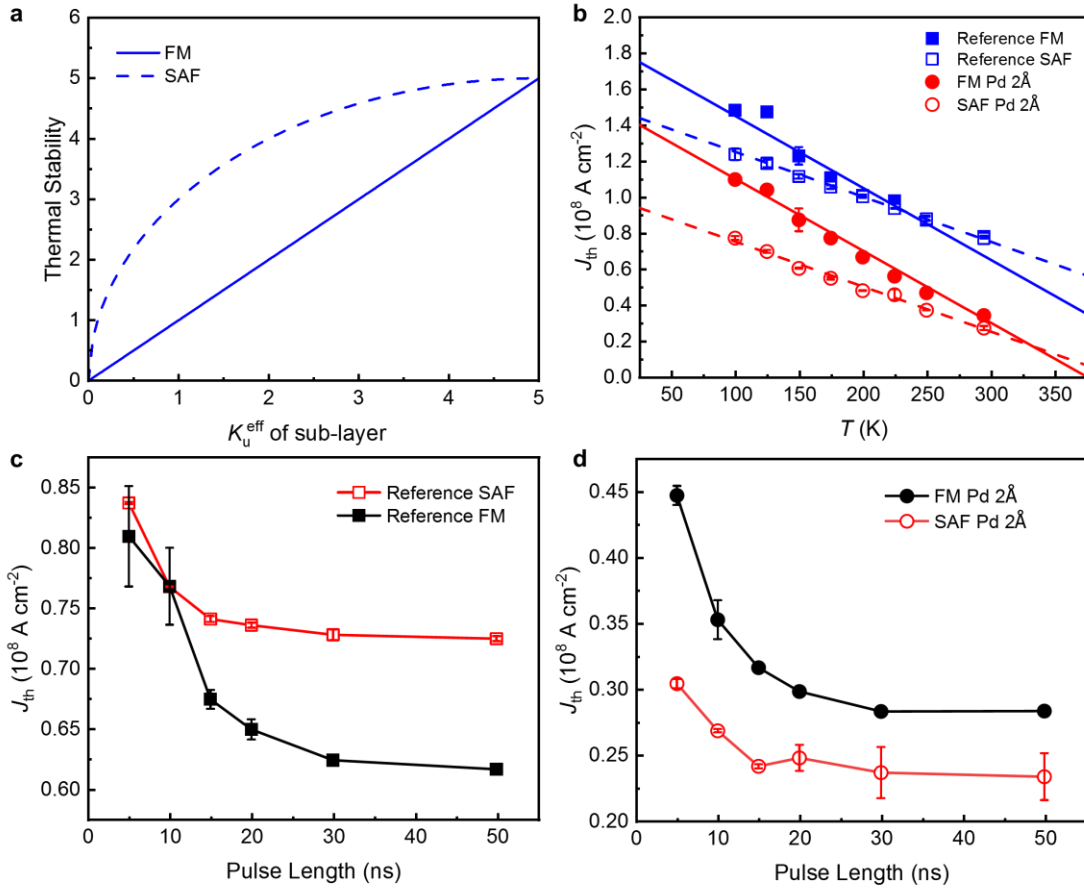 a
FM
SAF
Thermal Stability
6
5
4
3
2
1
0
0 1 2 3 4 5
K_u^eff of sub-layer
b
Reference FM
Reference SAF
FM Pd 2Å
SAF Pd 2Å
J_th (10^8 A cm^-2)
2.0
1.8
1.6
1.4
1.2
1.0
0.8
0.6
0.4
0.2
0.0
50 100 150 200 250 300 350
T (K)
c
Reference SAF
Reference FM
J_th (10^8 A cm^-2)
0.85
0.80
0.75
0.70
0.65
0.60
0 10 20 30 40 50
Pulse Length (ns)
d
FM Pd 2Å
SAF Pd 2Å
J_th (10^8 A cm^-2)
0.45
0.40
0.35
0.30
0.25
0.20
0 10 20 30 40 50
Pulse Length (ns)